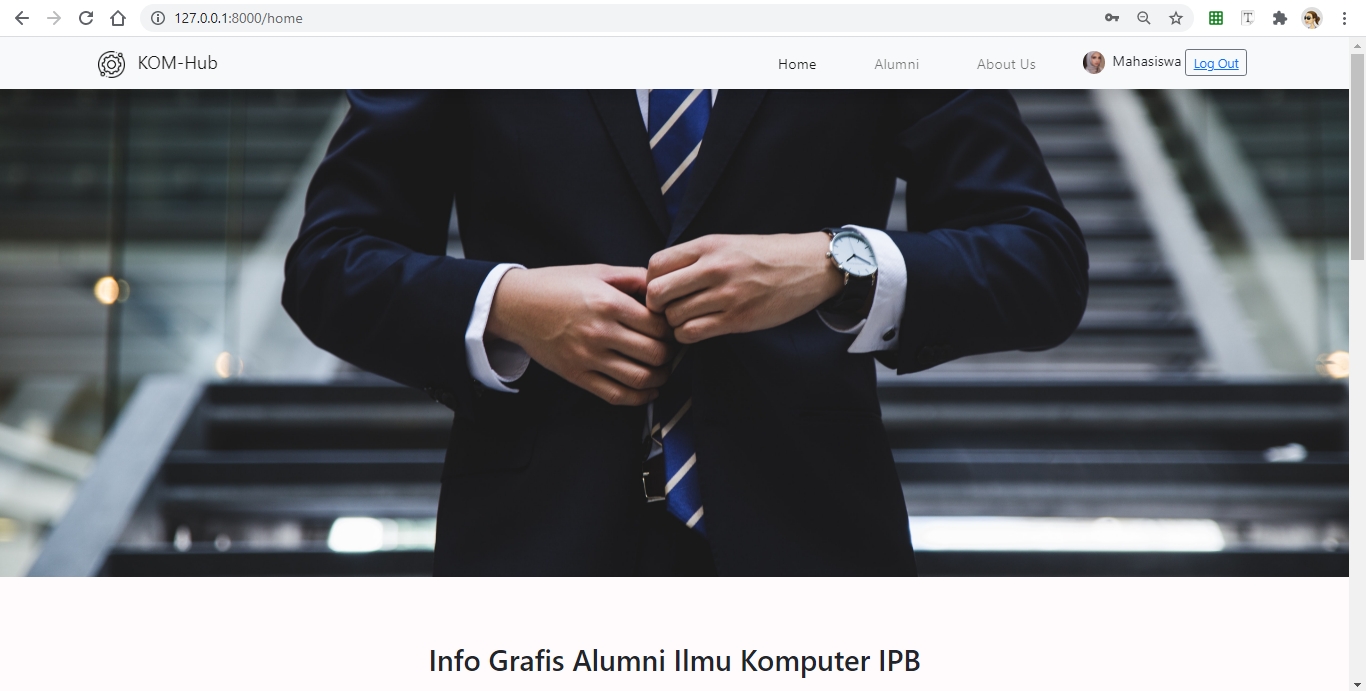 127.0.0.1:8000/home
KOM-Hub
Home
Alumni
About Us
Mahasiswa
Log Out
Info Grafis Alumni Ilmu Komputer IPB